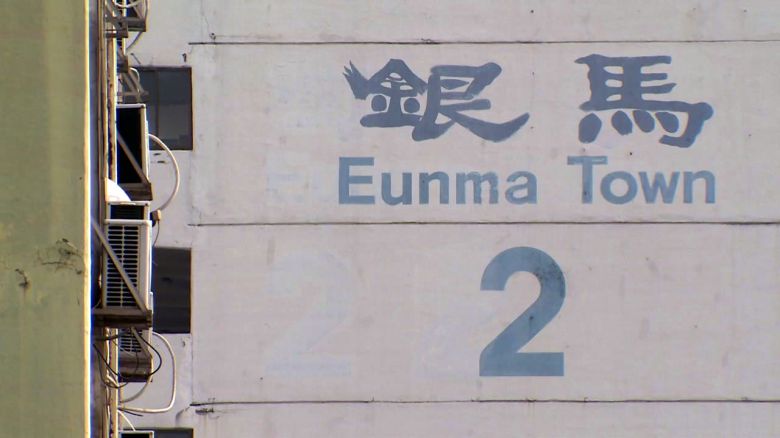 銀馬
Eunma Town
2